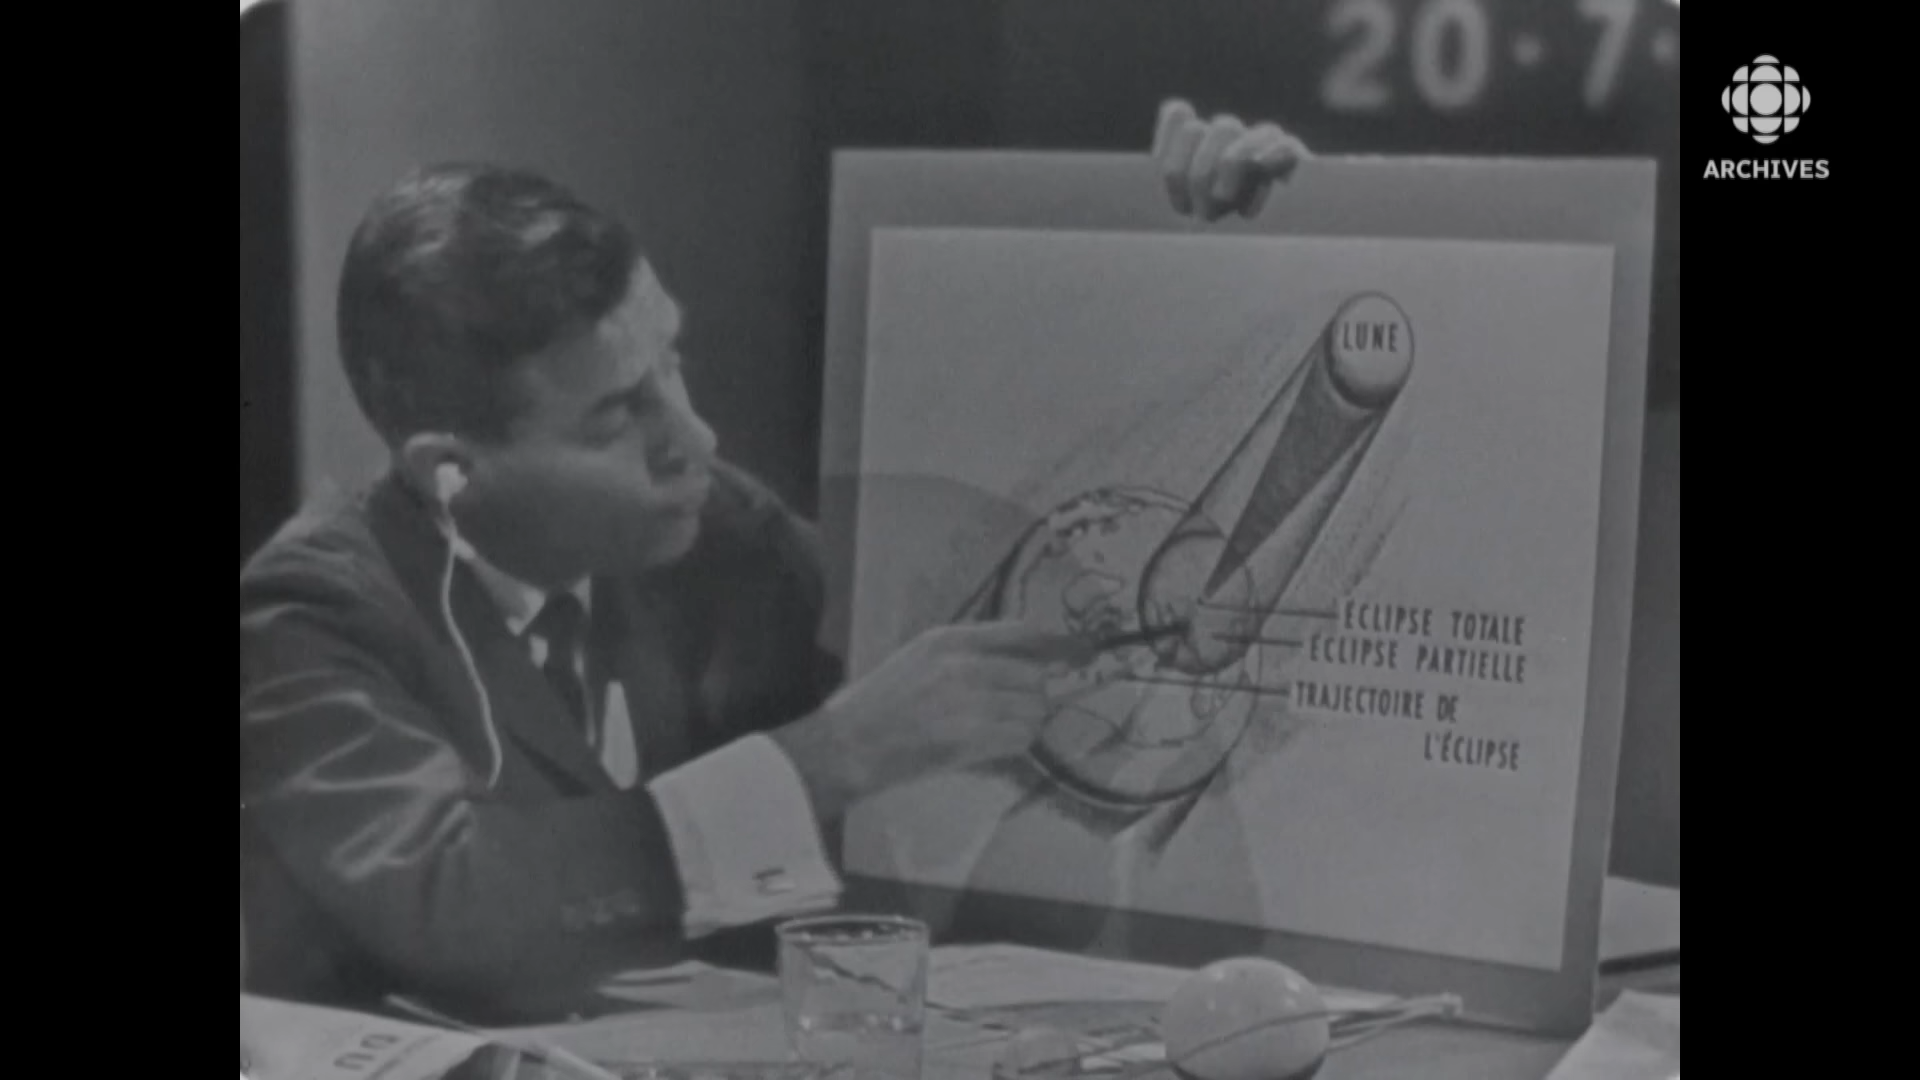 20·7·
ARCHIVES
LUNE
ÉCLIPSE TOTALE
ÉCLIPSE PARTIELLE
TRAJECTOIRE DE
L'ÉCLIPSE